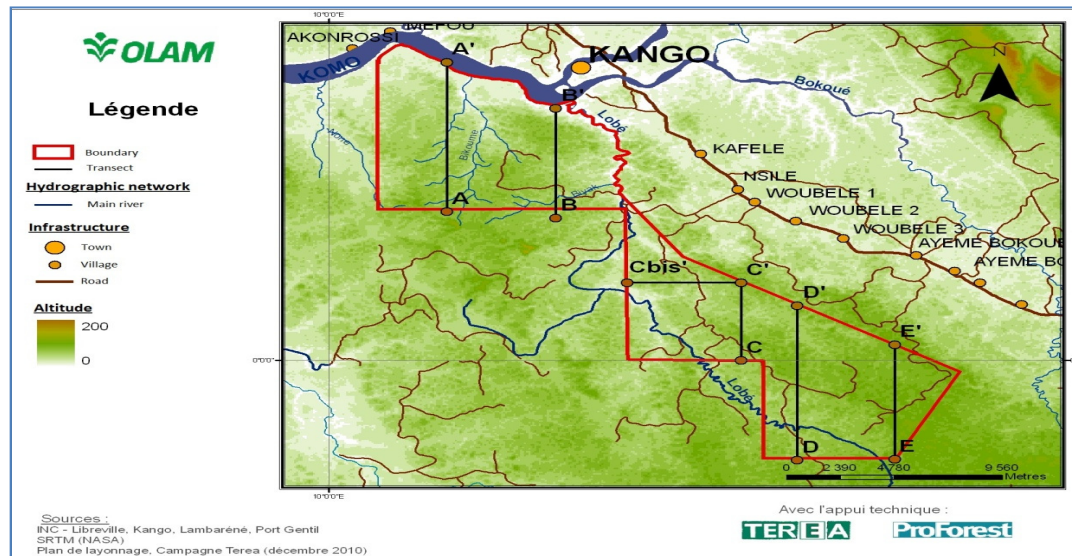 OLAM
Légende
Boundary
Transect
Hydrographic network
Main river
Infrastructure
Town
Village
Road
Altitude
200
0
10°0'0"E
MEFOU
AKONROSSI
KOMO
A'
KANGO
N
B'
Bokoué
Lobé
KAFELE
Bikoume
NSILE
WOUBELE 1
A
B
WOUBELE 2
WOUBELE 3
AYEME BOKOUE
AYEME BO
Cbis'
C'
D'
E'
0°0'0"
C
Lobé
D
E
0 2 390 4 780 9 560
Metres
10°0'0"E
Sources :
INC - Libreville, Kango, Lambaréné, Port Gentil
SRTM (NASA)
Plan de layonnage, Campagne Terea (décembre 2010)
Avec l'appui technique :
TEREA
ProForest